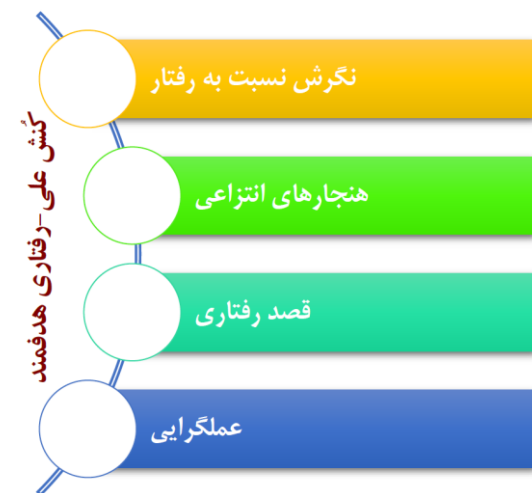 نگرش نسبت به رفتار
هنجارهای انتزاعی
قصد رفتاری
عملگرایی
کُنش علی-رفتاری هدفمند